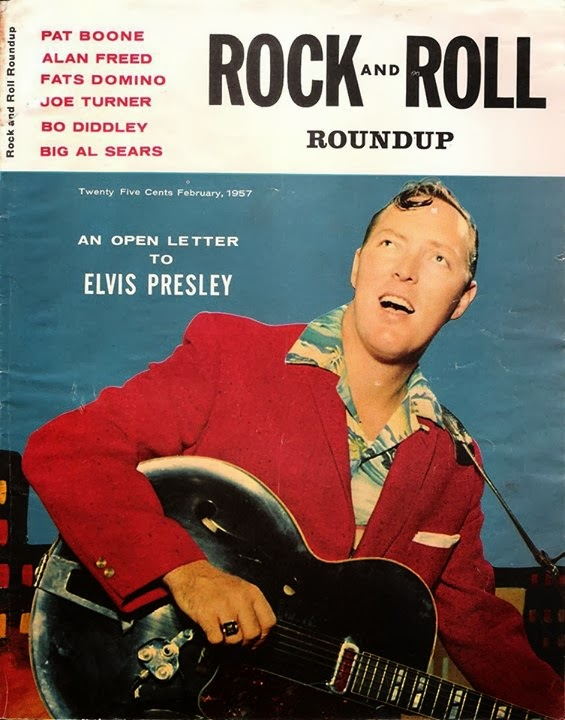 Rock and Roll Roundup
PAT BOONE
ALAN FREED
FATS DOMINO
JOE TURNER
BO DIDDLEY
BIG AL SEARS
ROCK AND ROLL
ROUNDUP
Twenty Five Cents February, 1957
AN OPEN LETTER
TO
ELVIS PRESLEY